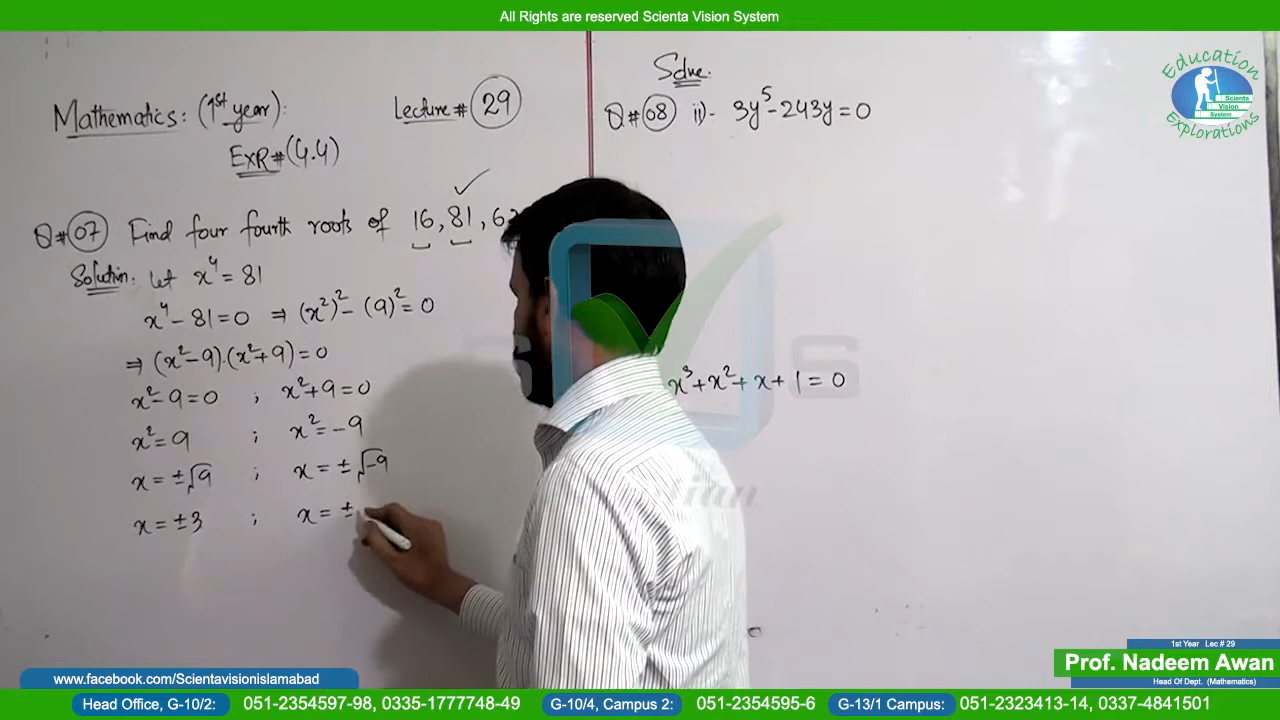 All Rights are reserved Scienta Vision System
Mathematics: (1st year):
Lecture # 29
EXR # (4.4)
Q # 07 Find four fourth roots of 16, 81, 6
Solution: let x⁴ = 81
x⁴ - 81 = 0 ⇒ (x²)² - (9)² = 0
⇒ (x² - 9).(x² + 9) = 0
x² - 9 = 0 ; x² + 9 = 0
x² = 9 ; x² = -9
x = ±√9 ; x = ±√-9
x = ±3 ; x = ±
Solve:
Q # 08 ii)- 3y⁵ - 243y = 0
x³ + x² + x + 1 = 0
Education
Scienta
Vision
System
Explorations
S S
1st Year Lec # 29
Prof. Nadeem Awan
Head Of Dept. (Mathematics)
www.facebook.com/Scientavisionislamabad
Head Office, G-10/2: 051-2354597-98, 0335-1777748-49 G-10/4, Campus 2: 051-2354595-6 G-13/1 Campus: 051-2323413-14, 0337-4841501